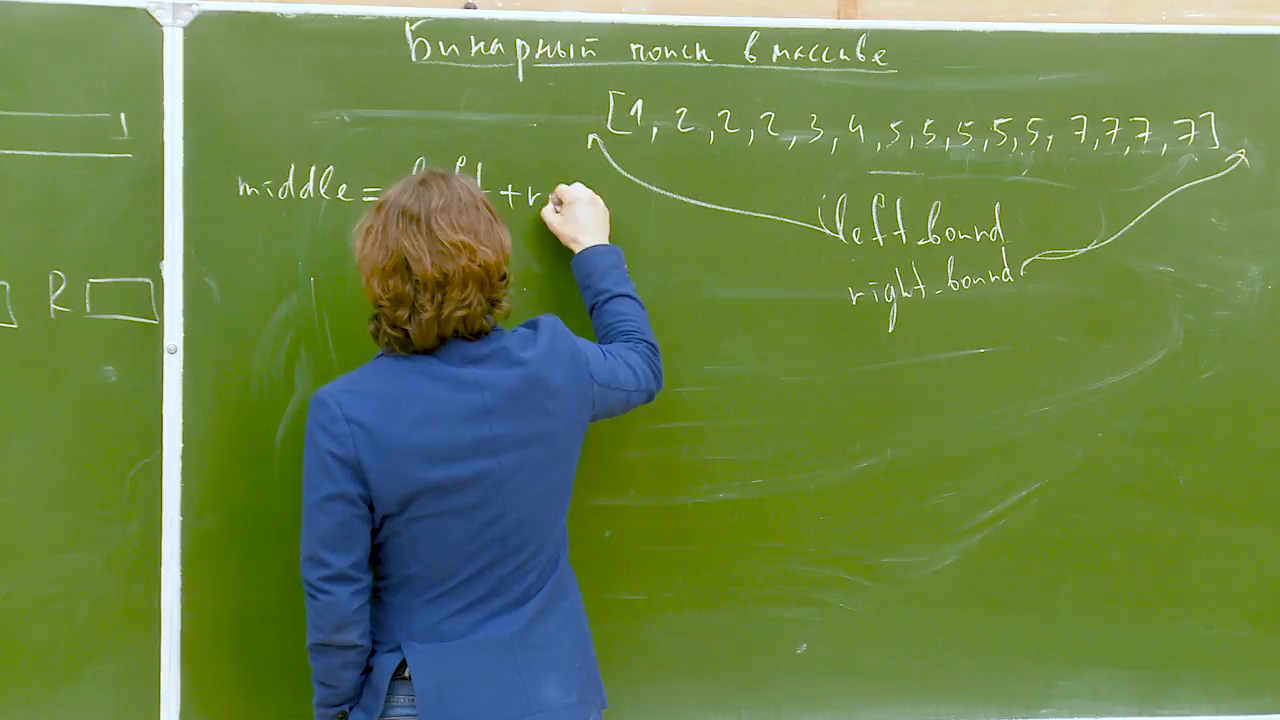 Бинарный поиск в массиве
[1, 2, 2, 2, 3, 4, 5, 5, 5, 5, 5, 7, 7, 7, 7]
middle = left + r
left_bound
right_bound
R